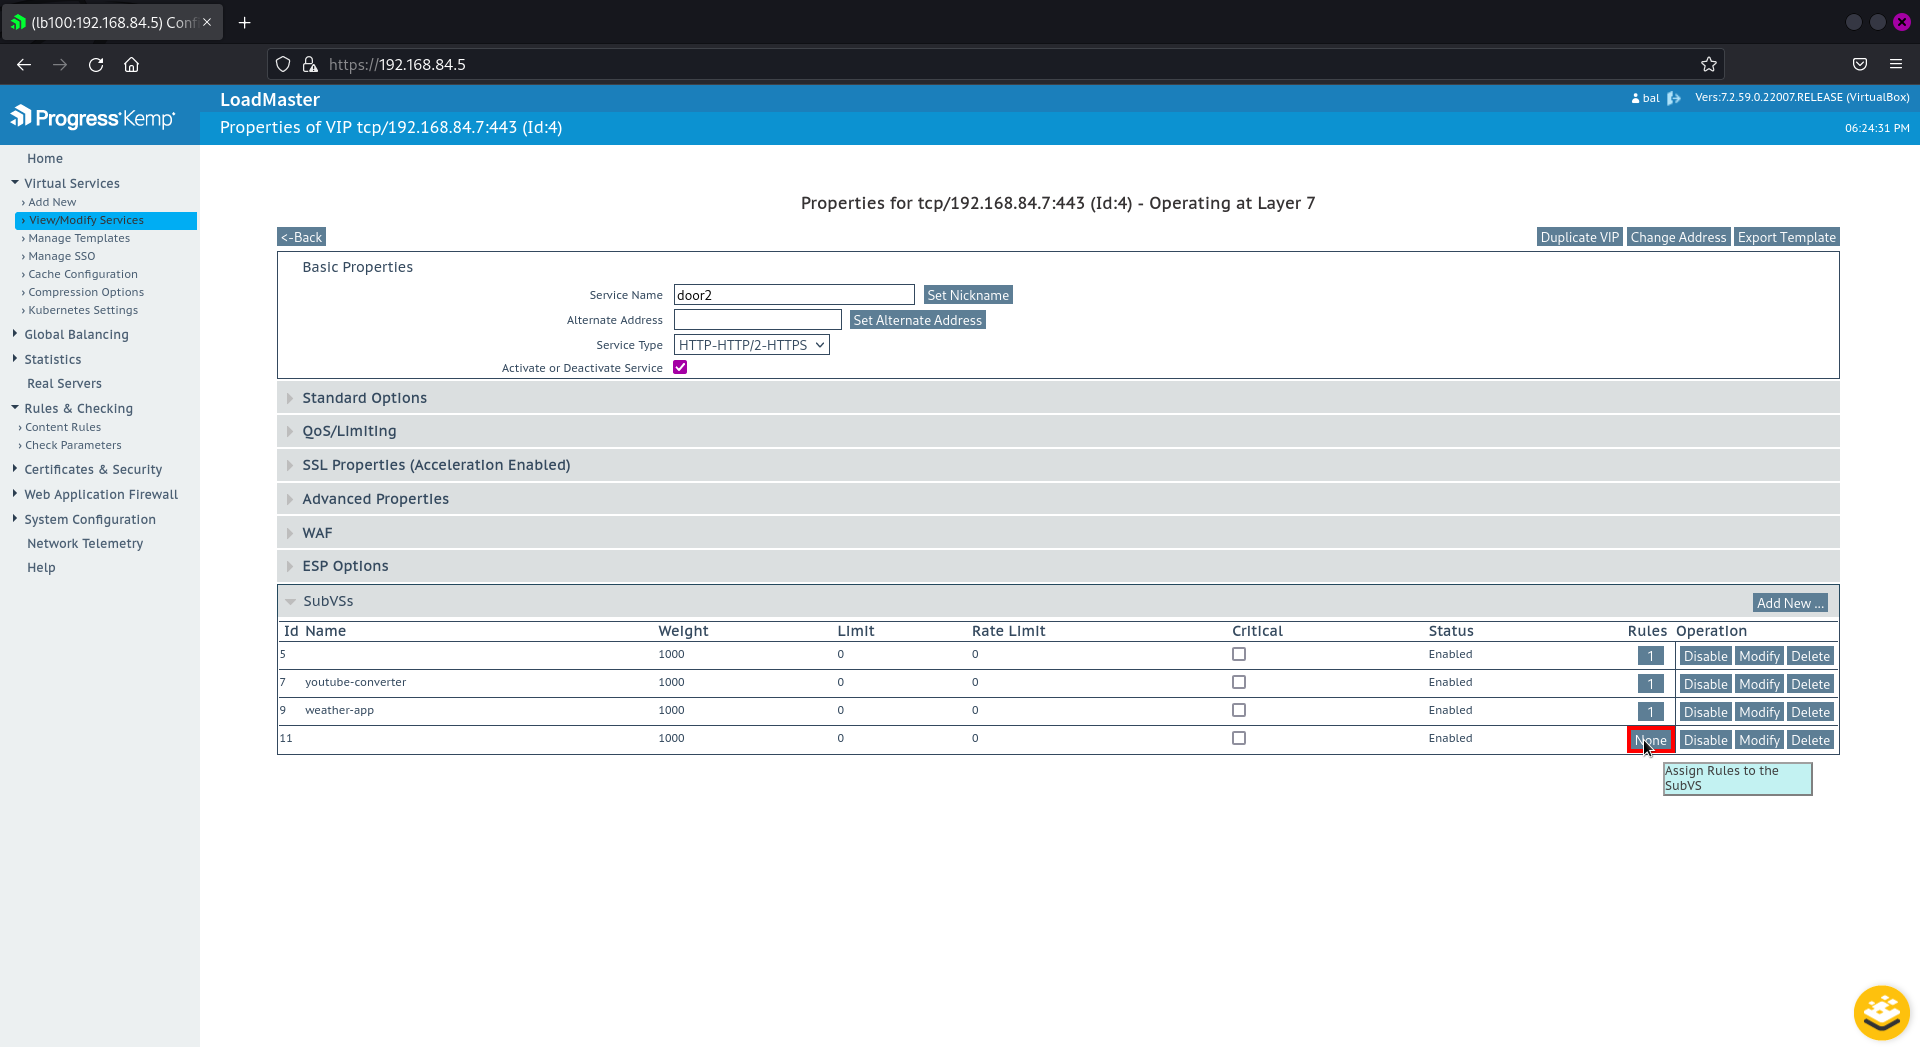 (lb100:192.168.84.5) Conf
https://192.168.84.5
Progress Kemp
LoadMaster
Properties of VIP tcp/192.168.84.7:443 (Id:4)
bal
Vers:7.2.59.0.22007.RELEASE (VirtualBox)
06:24:31 PM
Home
Virtual Services
› Add New
› View/Modify Services
› Manage Templates
› Manage SSO
› Cache Configuration
› Compression Options
› Kubernetes Settings
Global Balancing
Statistics
Real Servers
Rules & Checking
› Content Rules
› Check Parameters
Certificates & Security
Web Application Firewall
System Configuration
Network Telemetry
Help
Properties for tcp/192.168.84.7:443 (Id:4) - Operating at Layer 7
<-Back
Duplicate VIP Change Address Export Template
Basic Properties
Service Name door2 Set Nickname
Alternate Address Set Alternate Address
Service Type HTTP-HTTP/2-HTTPS
Activate or Deactivate Service
Standard Options
QoS/Limiting
SSL Properties (Acceleration Enabled)
Advanced Properties
WAF
ESP Options
SubVSs Add New ...
Id Name Weight Limit Rate Limit Critical Status Rules Operation
5 1000 0 0 Enabled 1 Disable Modify Delete
7 youtube-converter 1000 0 0 Enabled 1 Disable Modify Delete
9 weather-app 1000 0 0 Enabled 1 Disable Modify Delete
11 1000 0 0 Enabled None Disable Modify Delete
Assign Rules to the
SubVS